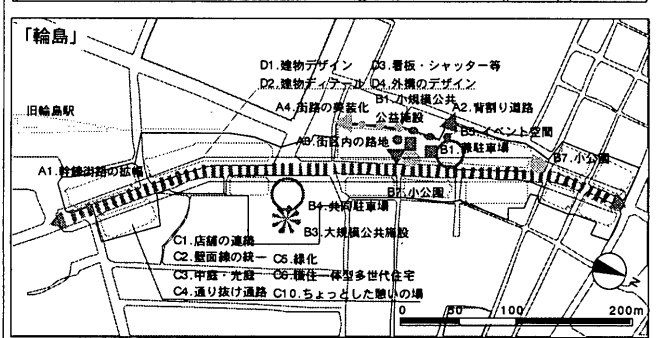 「輪島」
D1.建物デザイン D3.看板・シャッター等
D2.建物ディテール D4.外構のデザイン
B1.小規模公共
公益施設
A4.街路の美装化
A2.背割り道路
旧輪島駅
A3.街区内の路地
B5.イベント空間
B1.
兼駐車場
B7.小公園
A1.幹線街路の拡幅
B7.小公園
B4.共同駐車場
B3.大規模公共施設
C1.店舗の連続
C2.壁面線の統一 C5.緑化
C3.中庭・光庭 C6.職住一体型多世代住宅
C4.通り抜け通路 C10.ちょっとした憩いの場
N
0 50 100 200m